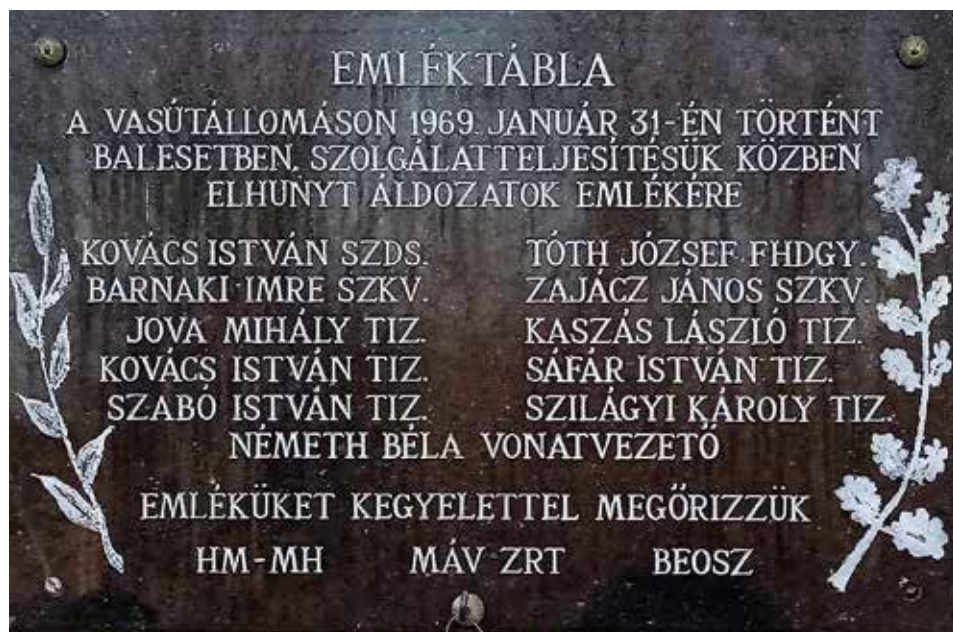 EMLÉKTÁBLA
A VASÚTÁLLOMÁSON 1969. JANUÁR 31-ÉN TÖRTÉNT
BALESETBEN, SZOLGÁLATTELJESÍTÉSÜK KÖZBEN
ELHUNYT ÁLDOZATOK EMLÉKÉRE
KOVÁCS ISTVÁN SZDS. TÓTH JÓZSEF FHDGY.
BARNAKI IMRE SZKV. ZAJÁCZ JÁNOS SZKV.
JOVA MIHÁLY TIZ. KASZÁS LÁSZLÓ TIZ.
KOVÁCS ISTVÁN TIZ. SÁFÁR ISTVÁN TIZ.
SZABÓ ISTVÁN TIZ. SZILÁGYI KÁROLY TIZ.
NÉMETH BÉLA VONATVEZETŐ
EMLÉKÜKET KEGYELETTEL MEGŐRIZZÜK
HM-MH MÁV ZRT BEOSZ